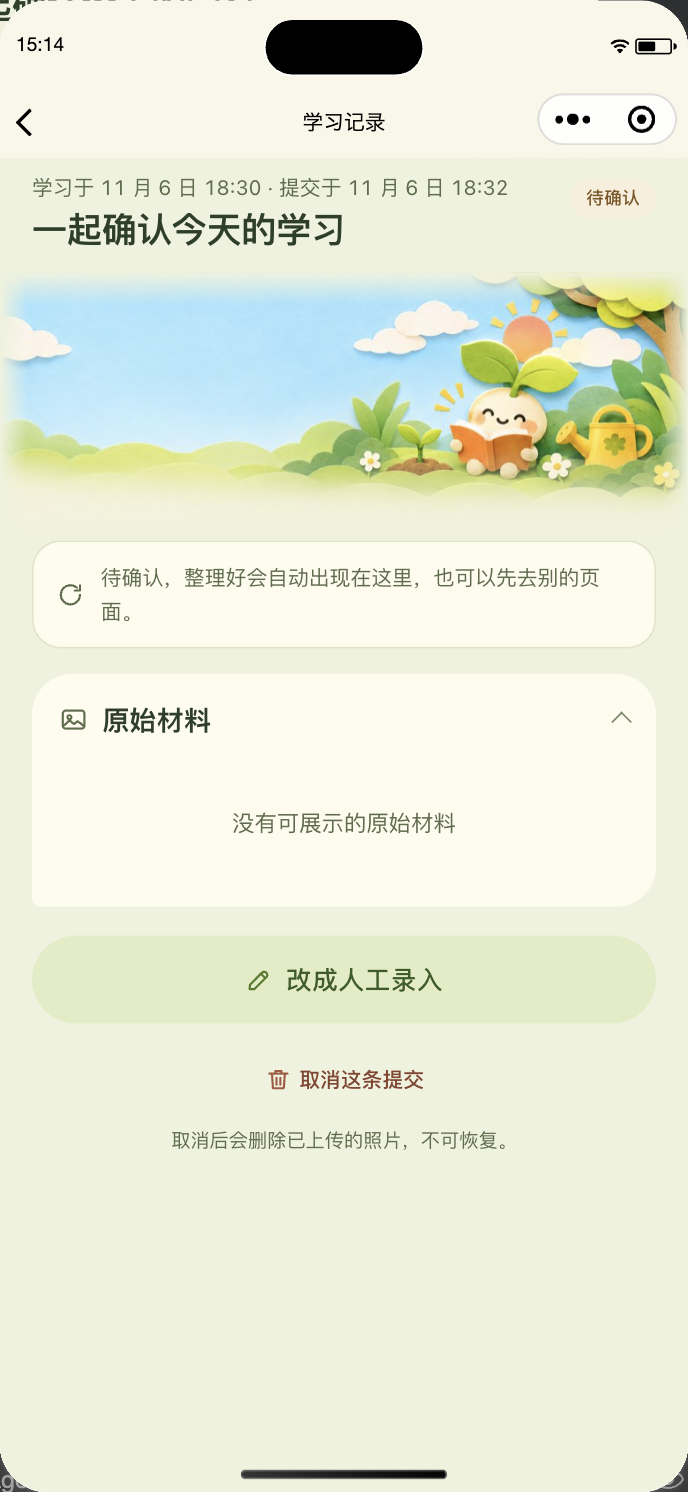 15:14
学习记录
学习于 11 月 6 日 18:30 · 提交于 11 月 6 日 18:32
待确认
一起确认今天的学习
待确认，整理好会自动出现在这里，也可以先去别的页
面。
原始材料
没有可展示的原始材料
改成人工录入
取消这条提交
取消后会删除已上传的照片，不可恢复。